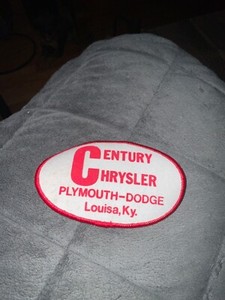 CENTURY
CHRYSLER
PLYMOUTH-DODGE
Louisa, Ky.